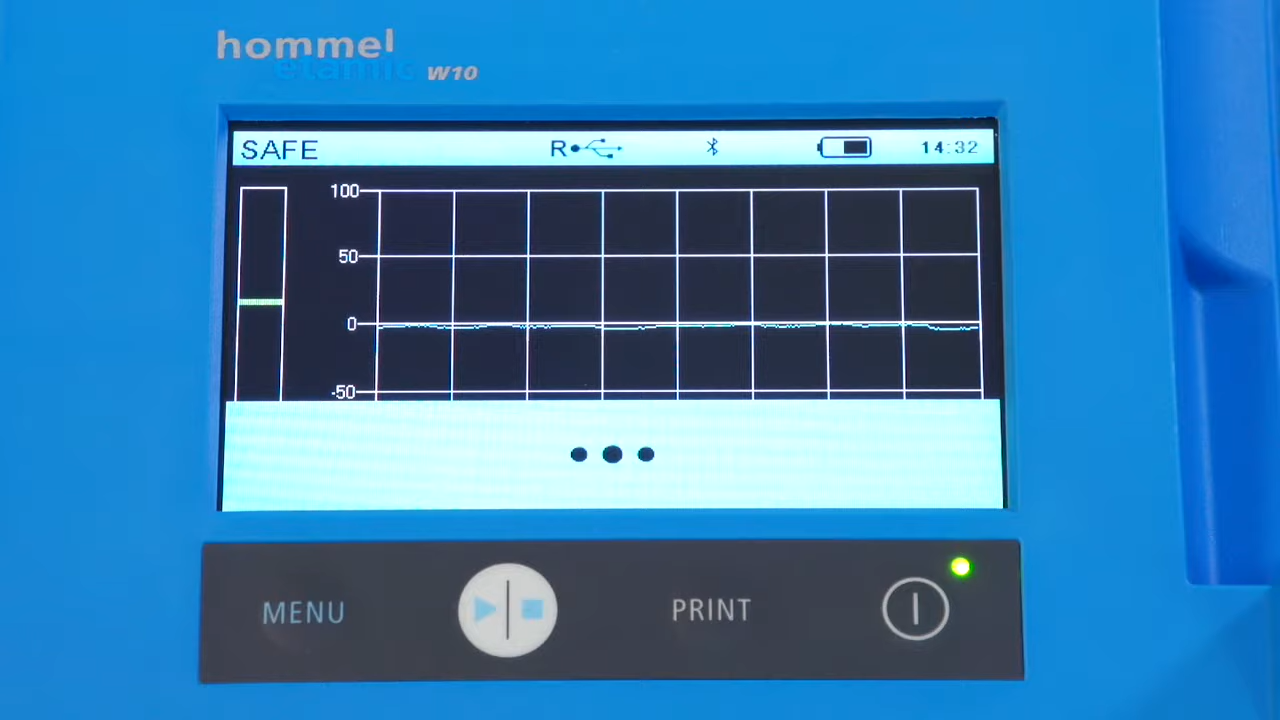 hommel
etamic W10
SAFE R 14:32
100
50
0
-50
MENU PRINT